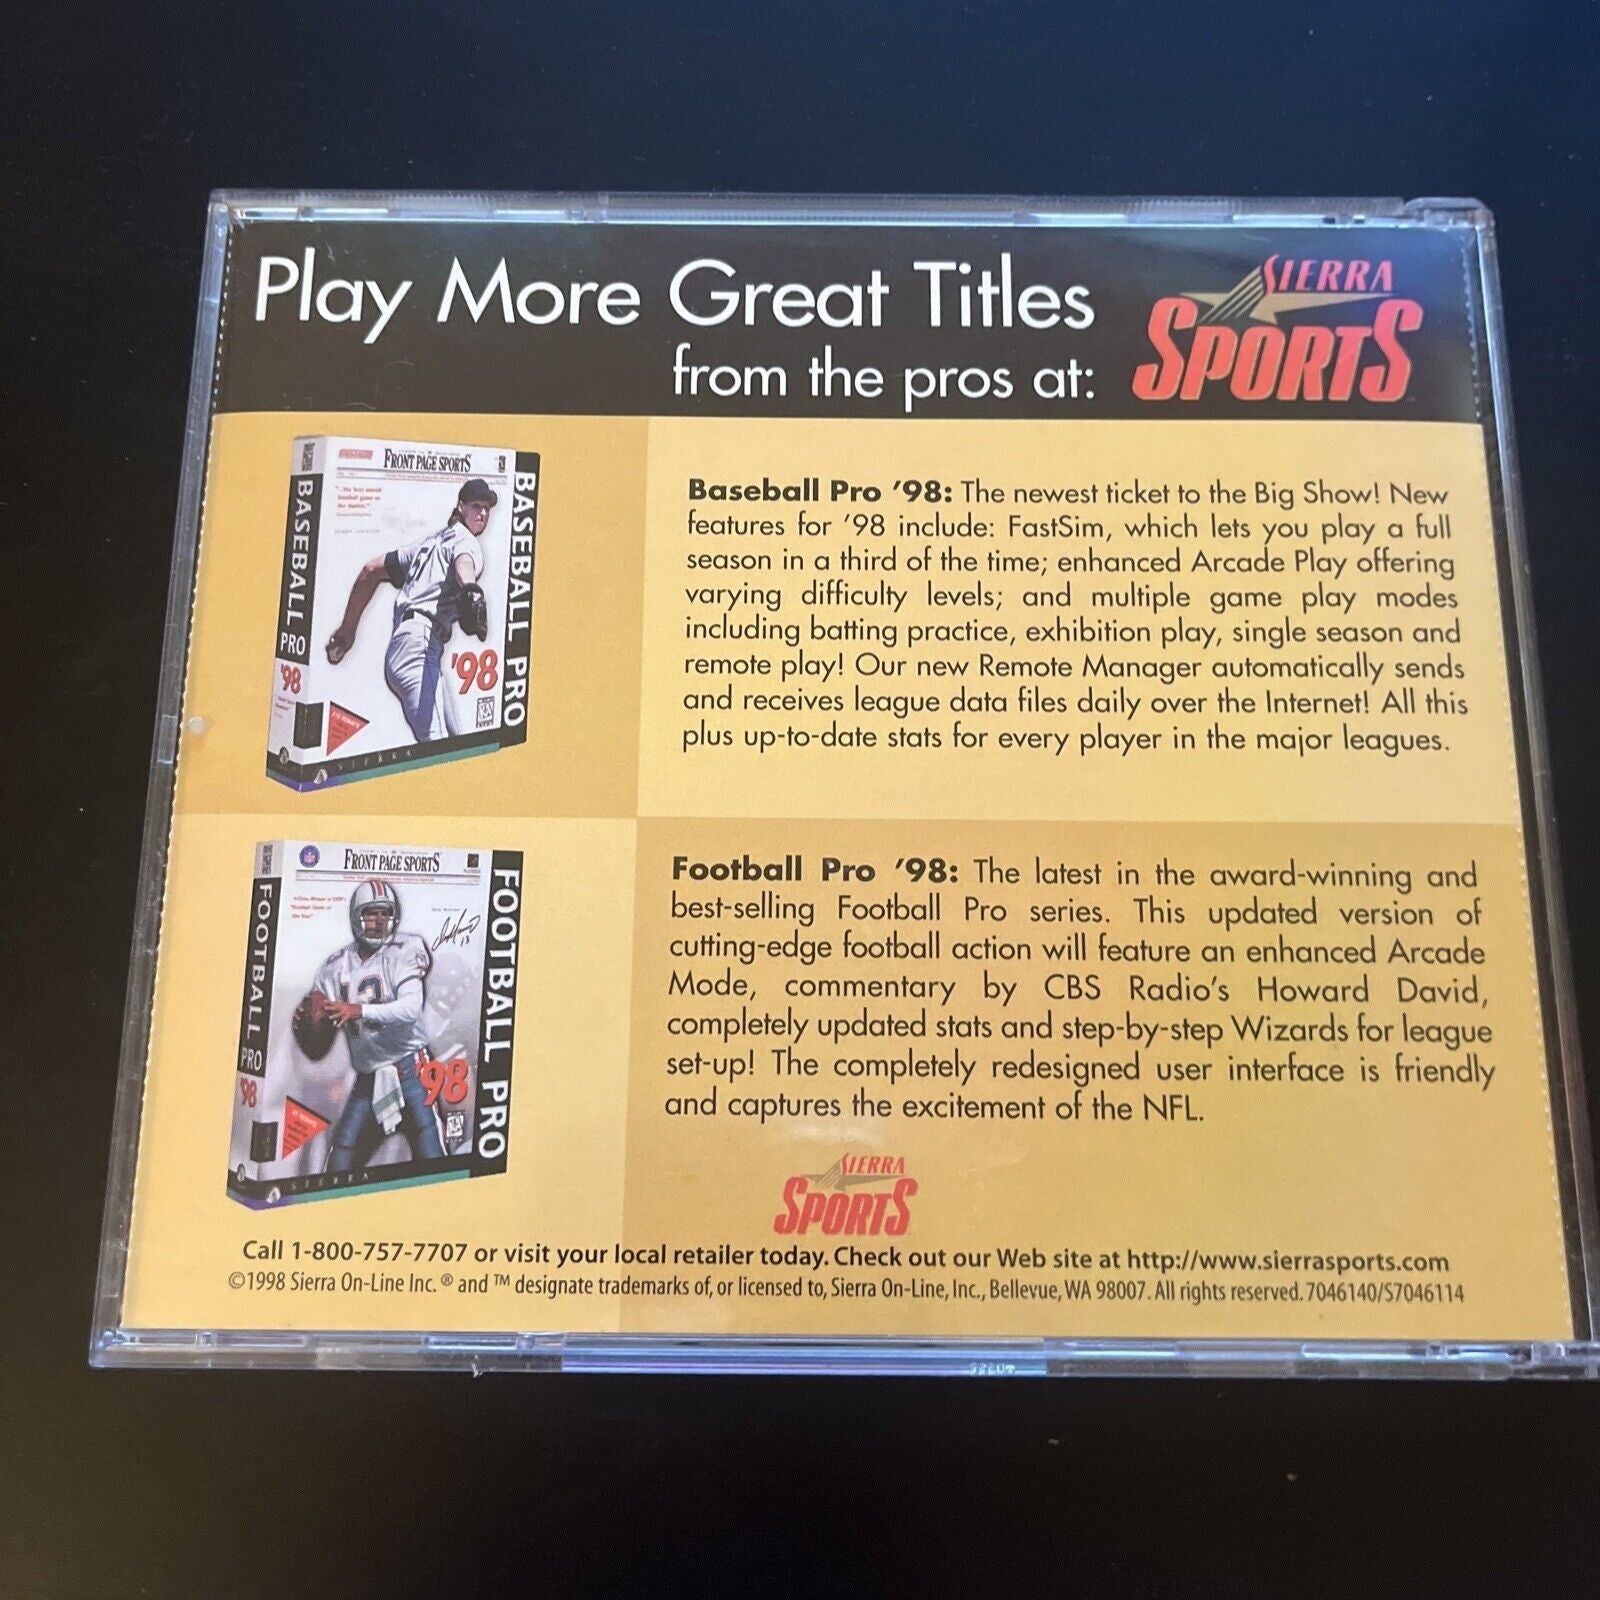 Play More Great Titles
from the pros at:
SIERRA
SPORTS
FRONT PAGE SPORTS
BASEBALL PRO
'98
BASEBALL PRO
'98
SIERRA
Baseball Pro '98: The newest ticket to the Big Show! New
features for '98 include: FastSim, which lets you play a full
season in a third of the time; enhanced Arcade Play offering
varying difficulty levels; and multiple game play modes
including batting practice, exhibition play, single season and
remote play! Our new Remote Manager automatically sends
and receives league data files daily over the Internet! All this
plus up-to-date stats for every player in the major leagues.
FRONT PAGE SPORTS
FOOTBALL PRO
'98
FOOTBALL PRO
'98
13
SIERRA
Football Pro '98: The latest in the award-winning and
best-selling Football Pro series. This updated version of
cutting-edge football action will feature an enhanced Arcade
Mode, commentary by CBS Radio's Howard David,
completely updated stats and step-by-step Wizards for league
set-up! The completely redesigned user interface is friendly
and captures the excitement of the NFL.
SIERRA
SPORTS
Call 1-800-757-7707 or visit your local retailer today. Check out our Web site at http://www.sierrasports.com
©1998 Sierra On-Line Inc. ® and ™ designate trademarks of, or licensed to, Sierra On-Line, Inc., Bellevue, WA 98007. All rights reserved. 7046140/S7046114